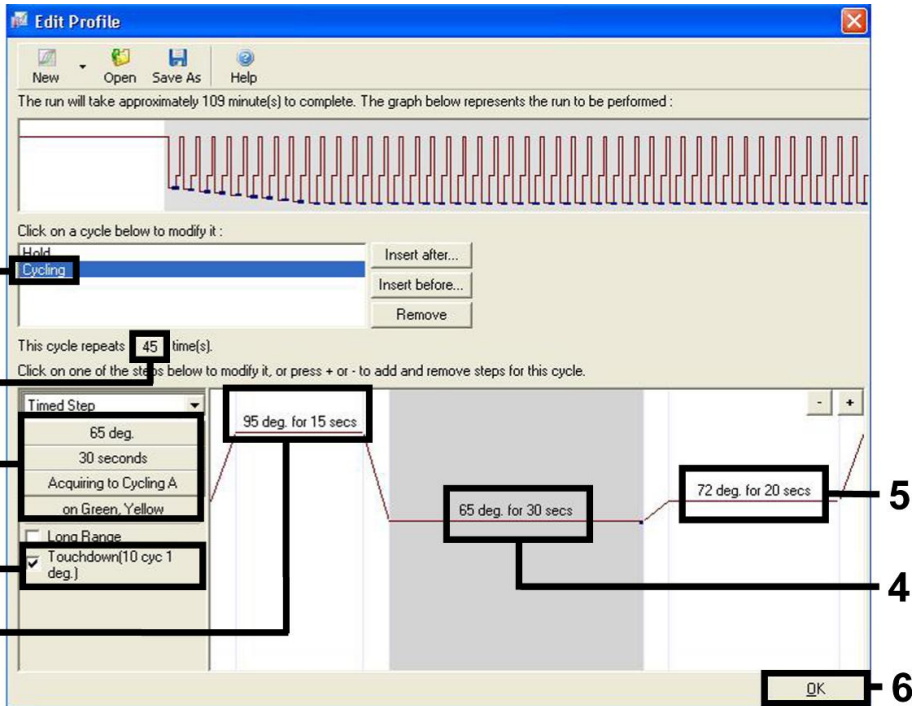 Edit Profile
New Open Save As Help
The run will take approximately 109 minute(s) to complete. The graph below represents the run to be performed :
Click on a cycle below to modify it :
Hold
Cycling
Insert after...
Insert before...
Remove
This cycle repeats 45 time(s).
Click on one of the steps below to modify it, or press + or - to add and remove steps for this cycle.
Timed Step
65 deg.
30 seconds
Acquiring to Cycling A
on Green, Yellow
Long Range
Touchdown(10 cyc 1
deg.)
95 deg. for 15 secs
65 deg. for 30 secs
72 deg. for 20 secs
- +
5
4
OK
6